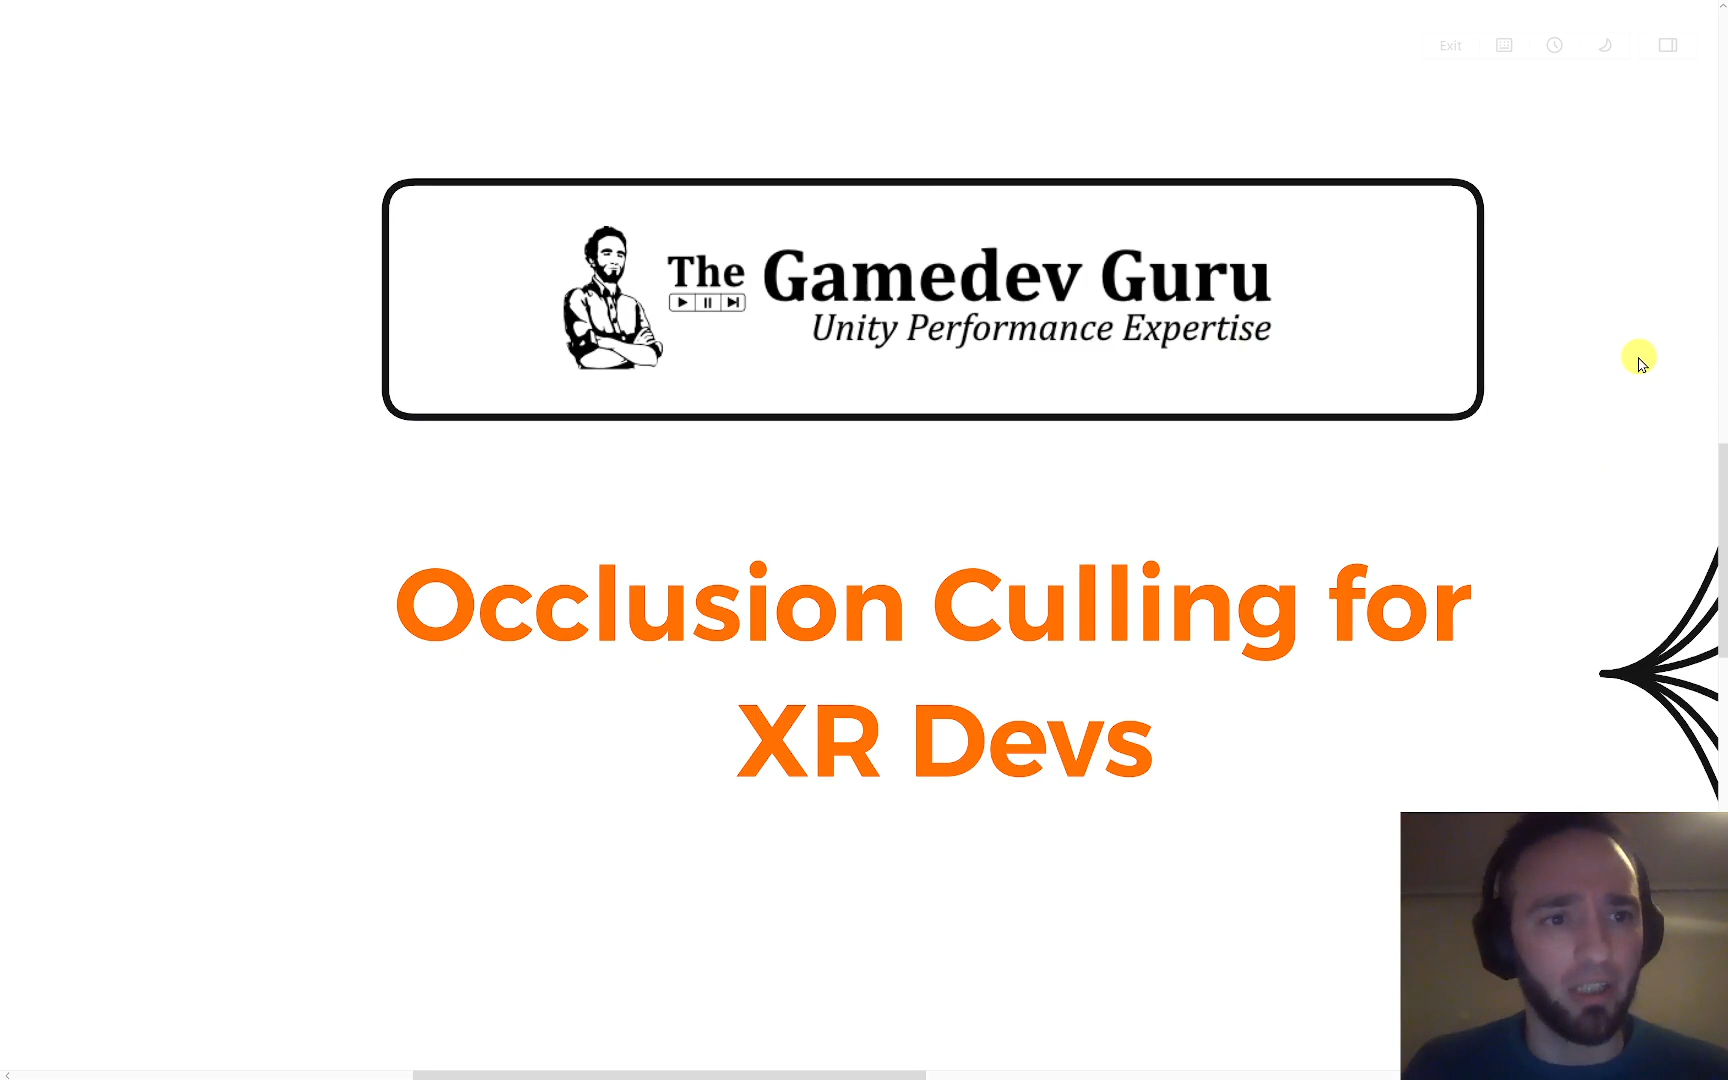 Exit
The Gamedev Guru
Unity Performance Expertise
Occlusion Culling for
XR Devs